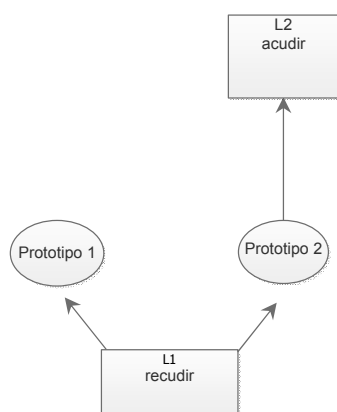 L2
acudir
Prototipo 1
Prototipo 2
L1
recudir